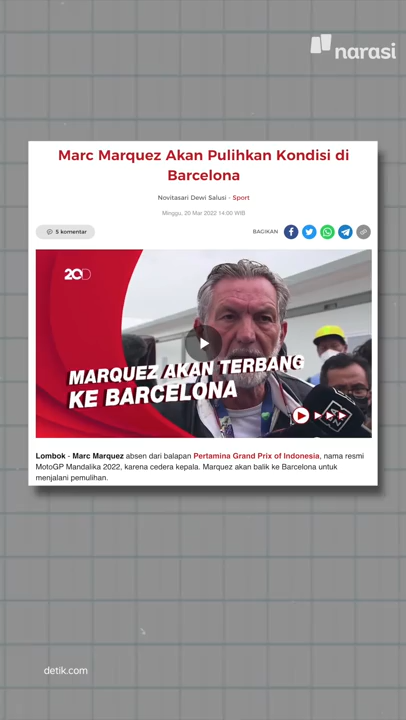 narasi
Marc Marquez Akan Pulihkan Kondisi di
Barcelona
Novitasari Dewi Salusi - Sport
Minggu, 20 Mar 2022 14:00 WIB
5 komentar
BAGIKAN
20D
MARQUEZ AKAN TERBANG
KE BARCELONA
Lombok - Marc Marquez absen dari balapan Pertamina Grand Prix of Indonesia, nama resmi
MotoGP Mandalika 2022, karena cedera kepala. Marquez akan balik ke Barcelona untuk
menjalani pemulihan.
detik.com